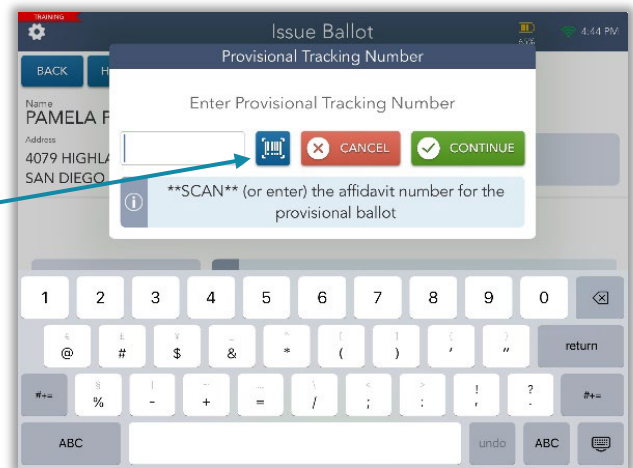 TRAINING
Issue Ballot
4:44 PM
Provisional Tracking Number
BACK
H
Name
PAMELA F
Address
4079 HIGHLA
SAN DIEGO
Enter Provisional Tracking Number
CANCEL
CONTINUE
**SCAN** (or enter) the affidavit number for the
provisional ballot
1 2 3 4 5 6 7 8 9 0
@ # $ & * ( ) ' " return
#+= % - + = / ; : ! ? #+=
ABC undo ABC